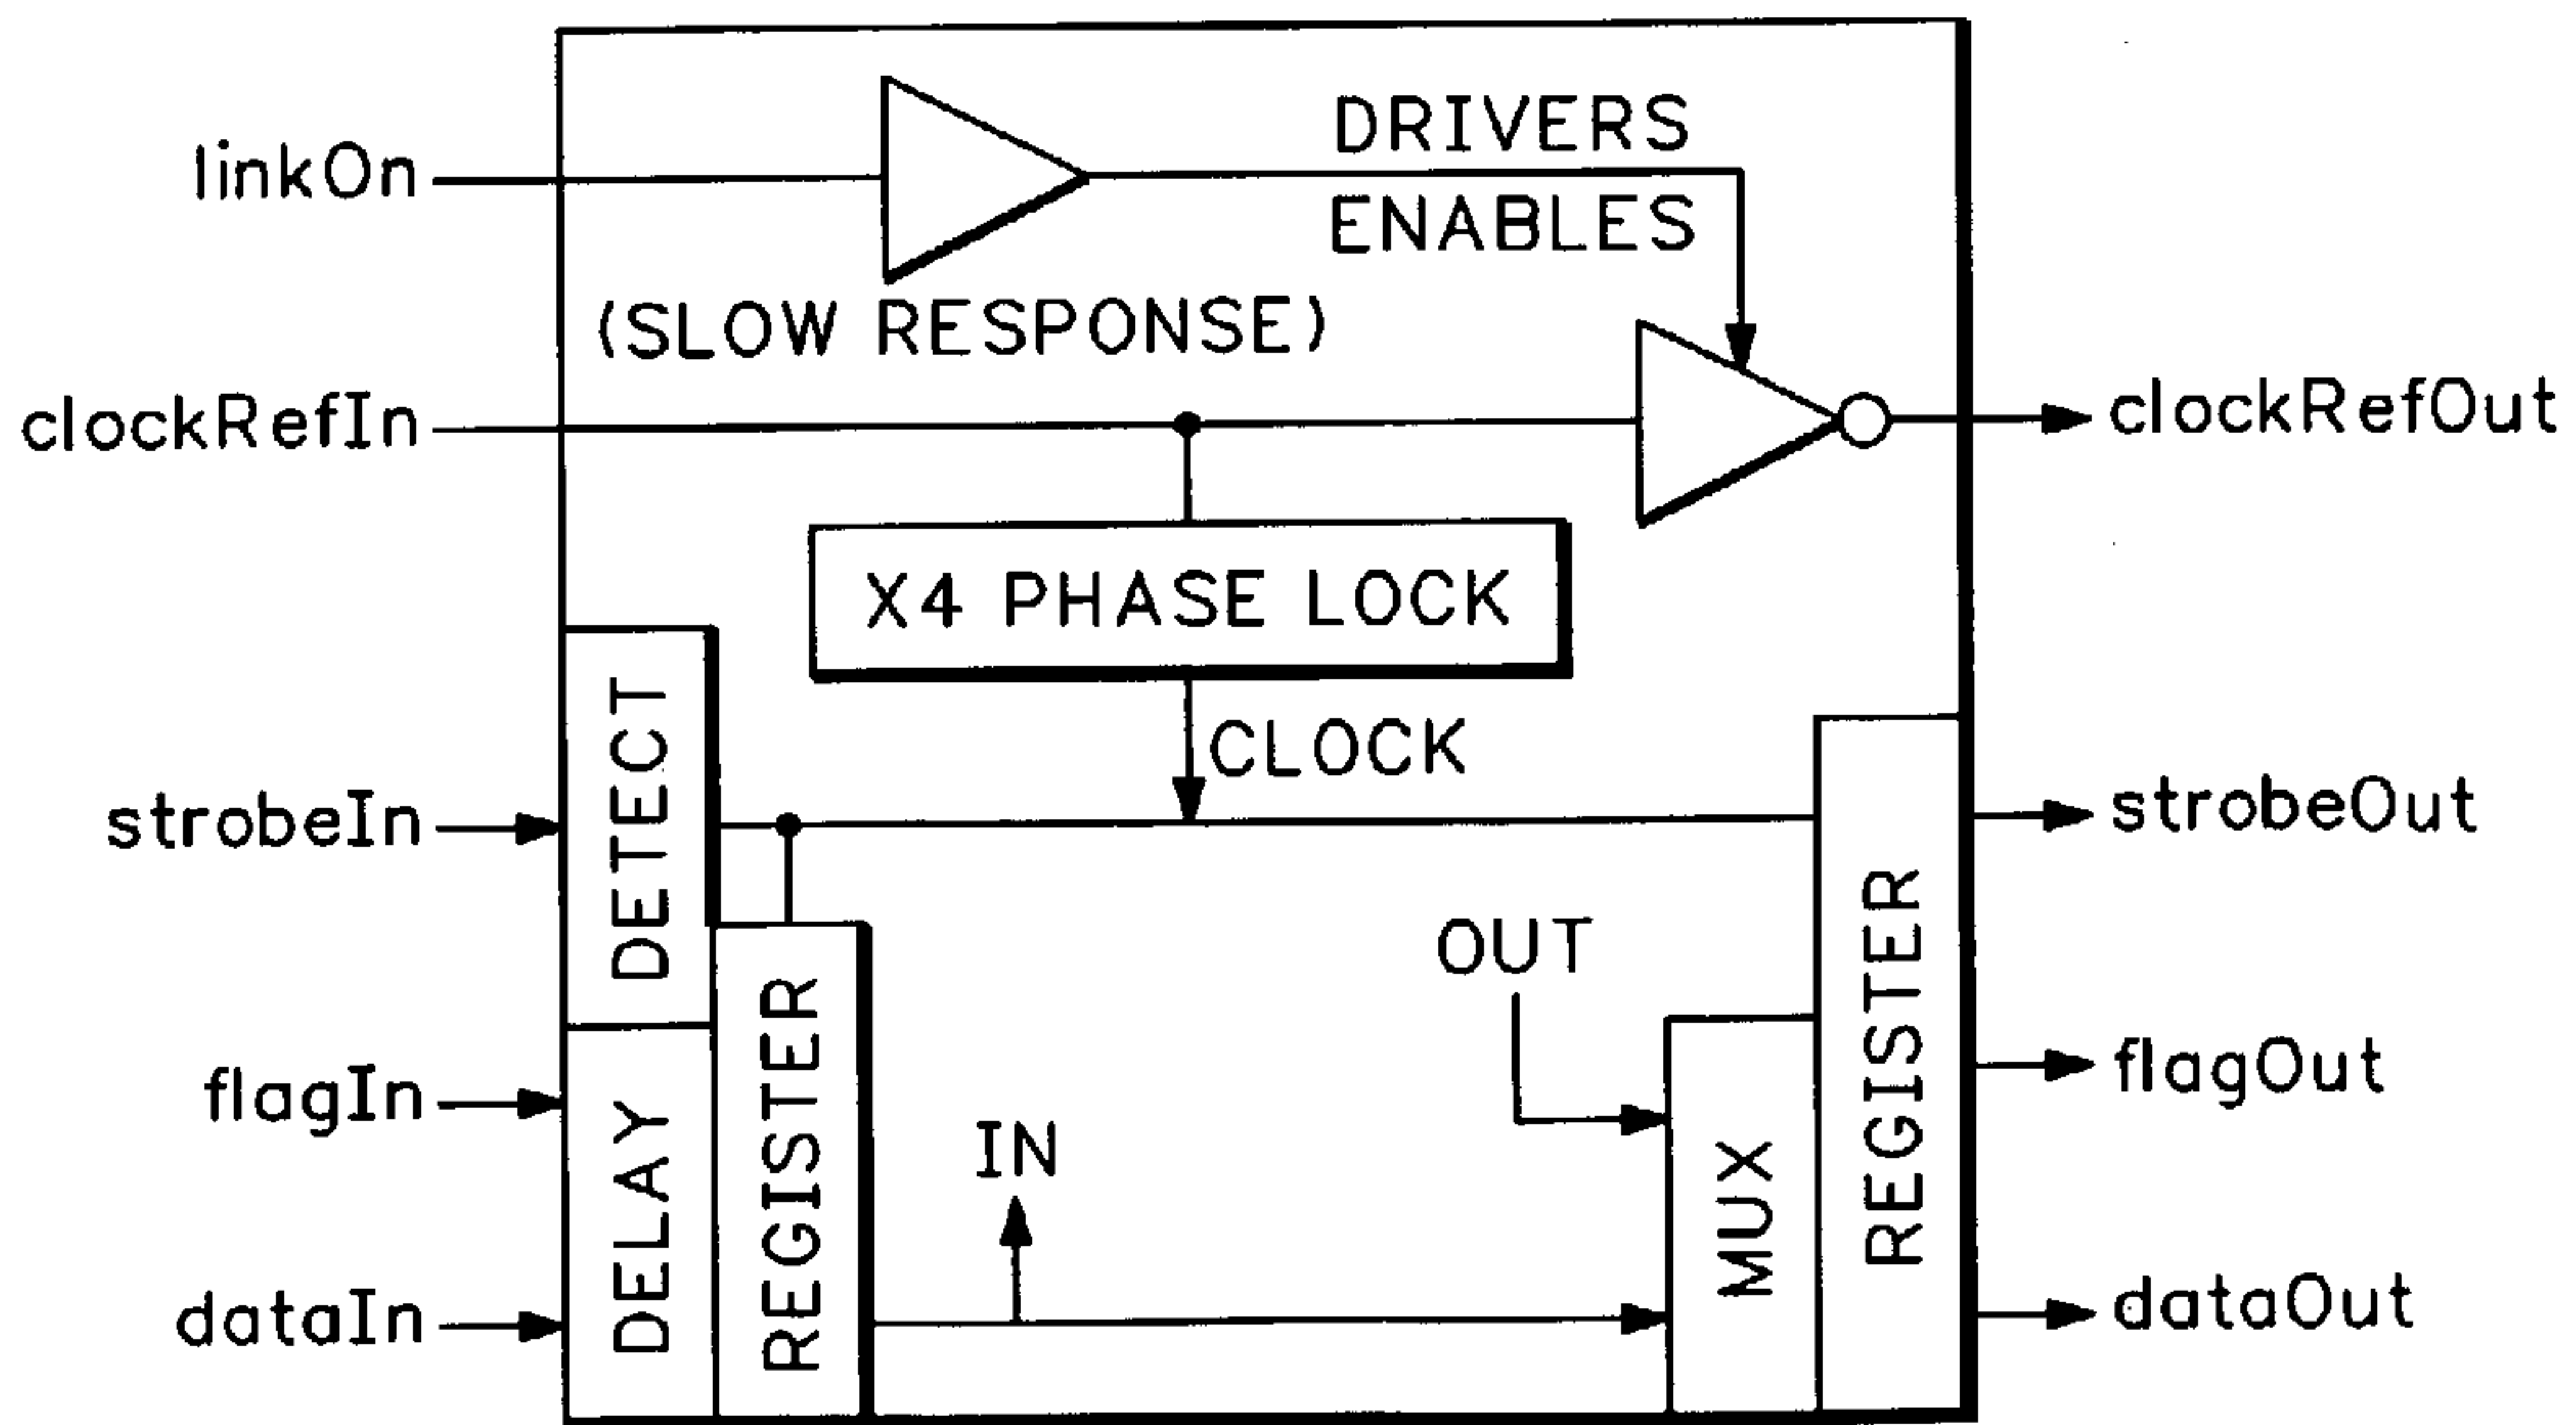 linkOn
DRIVERS
ENABLES
(SLOW RESPONSE)
clockRefIn
clockRefOut
X4 PHASE LOCK
CLOCK
DETECT
strobeIn
strobeOut
REGISTER
OUT
flagIn
flagOut
DELAY
REGISTER
IN
MUX
dataIn
dataOut